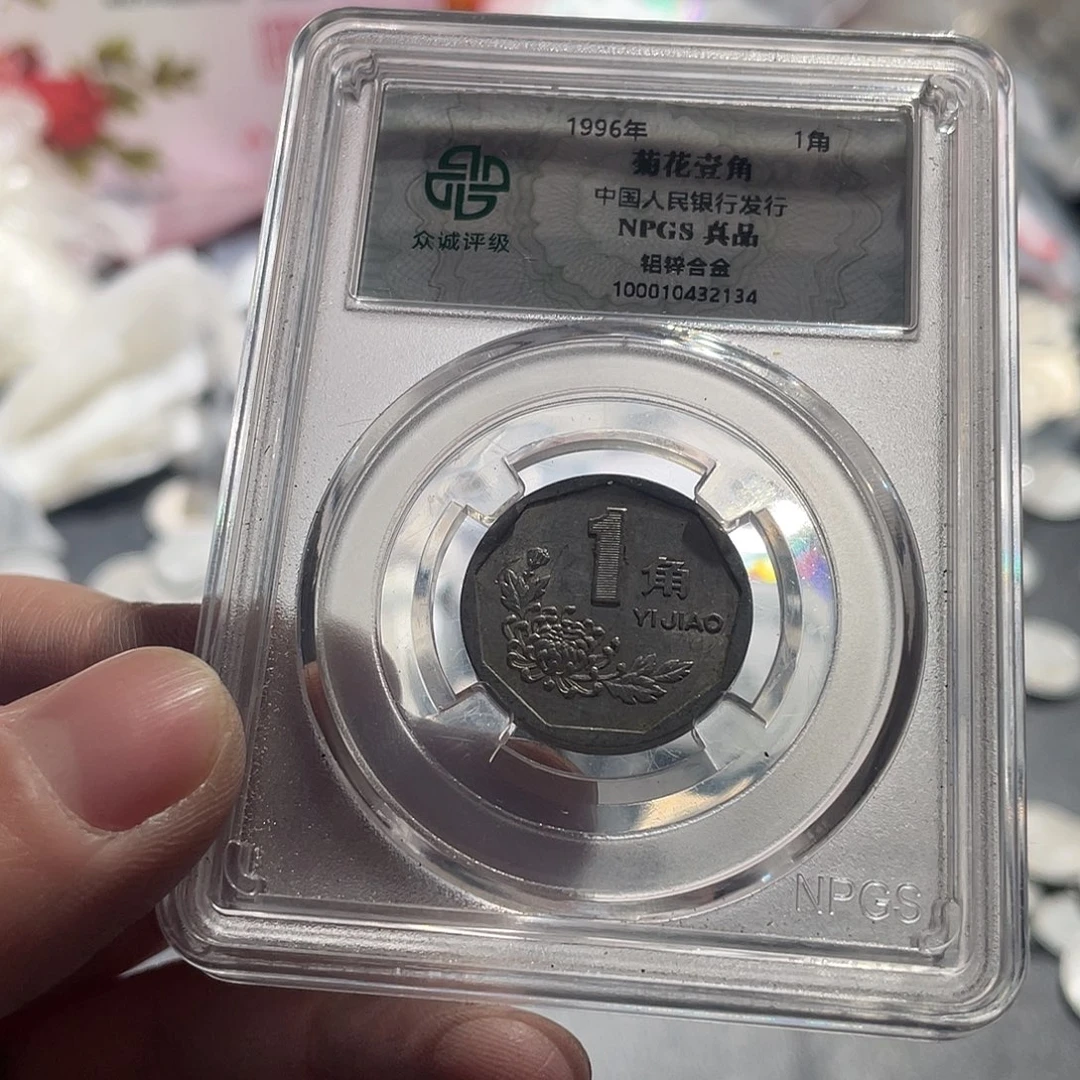 1996年 1角
菊花壹角
中国人民银行发行
NPGS 真品
铝锌合金
100010432134
众诚评级
1角
YI JIAO
NPGS